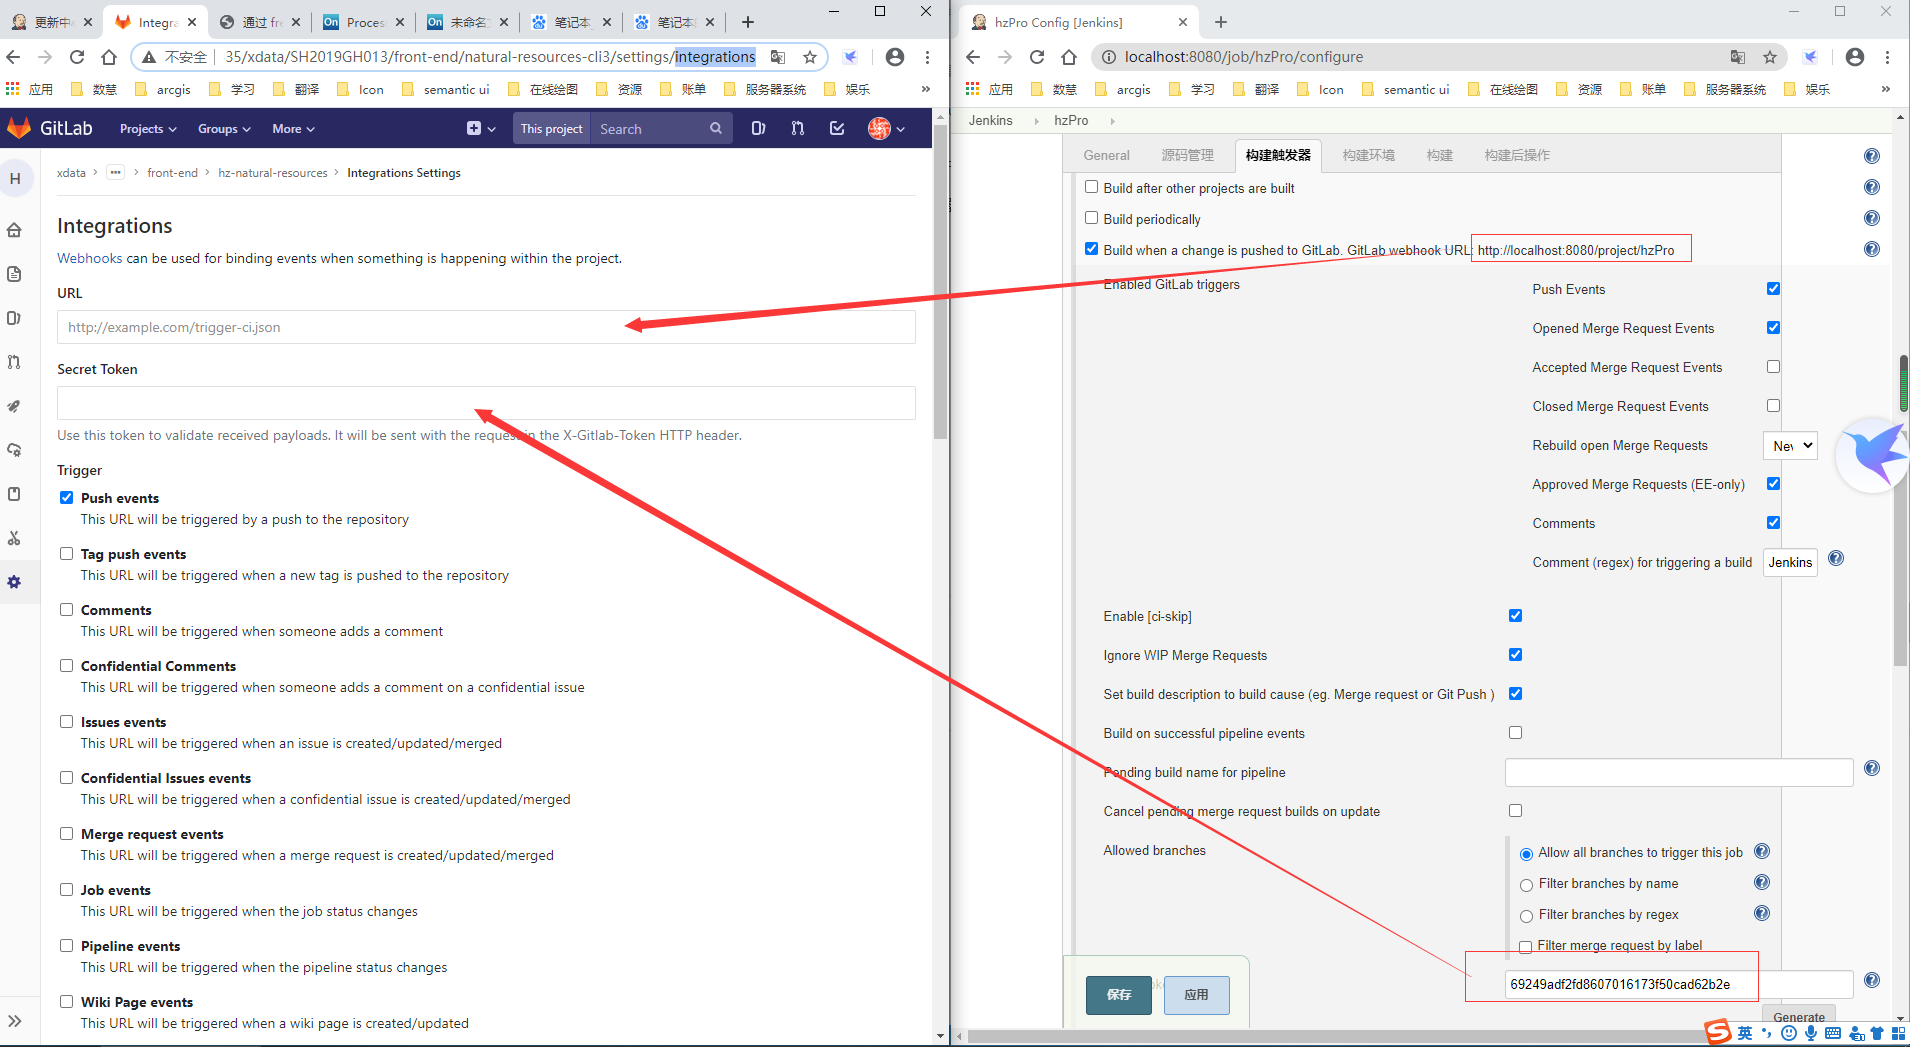 更新中
Integra
通过 fre
Proces
未命名
笔记本
笔记本
不安全
35/xdata/SH2019GH013/front-end/natural-resources-cli3/settings/integrations
应用 数慧 arcgis 学习 翻译 Icon semantic ui 在线绘图 资源 账单 服务器系统 娱乐 »
GitLab Projects Groups More This project Search
H
xdata > ... > front-end > hz-natural-resources > Integrations Settings
Integrations
Webhooks can be used for binding events when something is happening within the project.
URL
http://example.com/trigger-ci.json
Secret Token
Use this token to validate received payloads. It will be sent with the request in the X-Gitlab-Token HTTP header.
Trigger
Push events
This URL will be triggered by a push to the repository
Tag push events
This URL will be triggered when a new tag is pushed to the repository
Comments
This URL will be triggered when someone adds a comment
Confidential Comments
This URL will be triggered when someone adds a comment on a confidential issue
Issues events
This URL will be triggered when an issue is created/updated/merged
Confidential Issues events
This URL will be triggered when a confidential issue is created/updated/merged
Merge request events
This URL will be triggered when a merge request is created/updated/merged
Job events
This URL will be triggered when the job status changes
Pipeline events
This URL will be triggered when the pipeline status changes
Wiki Page events
This URL will be triggered when a wiki page is created/updated
hzPro Config [Jenkins]
localhost:8080/job/hzPro/configure
应用 数慧 arcgis 学习 翻译 Icon semantic ui 在线绘图 资源 账单 服务器系统 娱乐 »
Jenkins hzPro
General 源码管理 构建触发器 构建环境 构建 构建后操作
Build after other projects are built
Build periodically
Build when a change is pushed to GitLab. GitLab webhook URL: http://localhost:8080/project/hzPro
Enabled GitLab triggers
Push Events
Opened Merge Request Events
Accepted Merge Request Events
Closed Merge Request Events
Rebuild open Merge Requests
Approved Merge Requests (EE-only)
Comments
Comment (regex) for triggering a build Jenkins
Enable [ci-skip]
Ignore WIP Merge Requests
Set build description to build cause (eg. Merge request or Git Push )
Build on successful pipeline events
Pending build name for pipeline
Cancel pending merge request builds on update
Allowed branches
Allow all branches to trigger this job
Filter branches by name
Filter branches by regex
Filter merge request by label
69249adf2fd8607016173f50cad62b2e
保存 应用
Generate
英